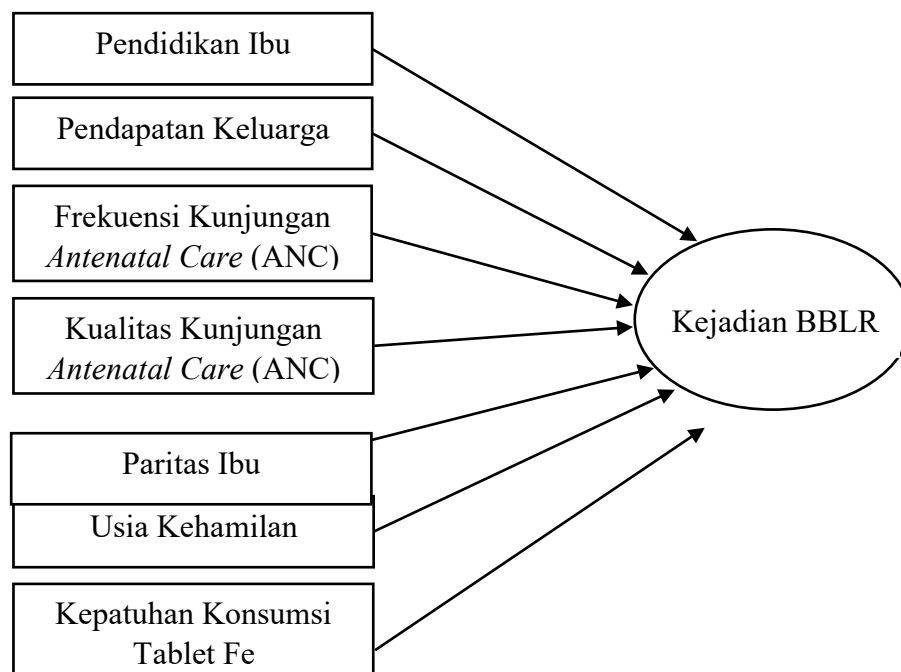 Pendidikan Ibu
Pendapatan Keluarga
Frekuensi Kunjungan
Antenatal Care (ANC)
Kualitas Kunjungan
Antenatal Care (ANC)
Paritas Ibu
Usia Kehamilan
Kepatuhan Konsumsi
Tablet Fe
Kejadian BBLR